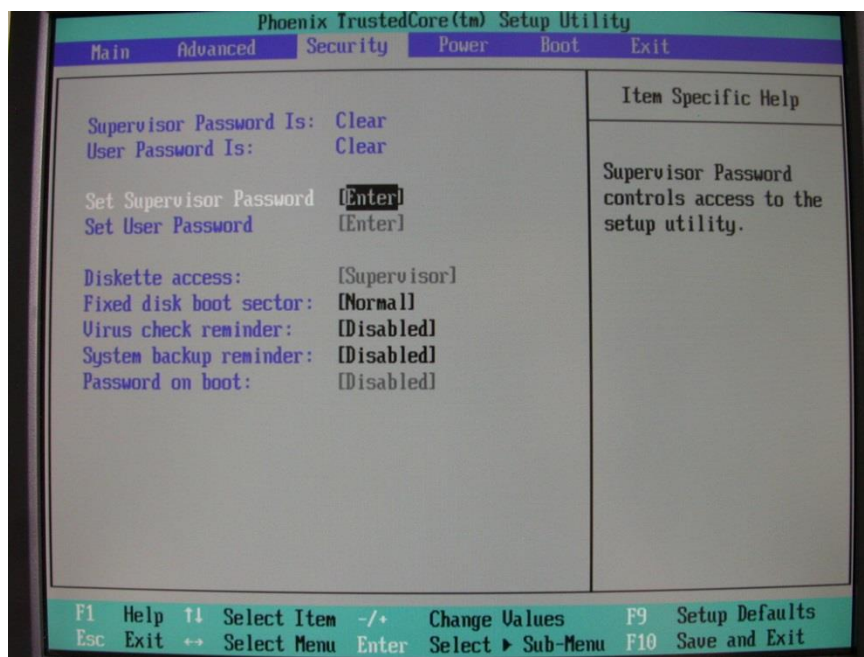 Phoenix TrustedCore(tm) Setup Utility
Main Advanced Security Power Boot Exit
Item Specific Help
Supervisor Password Is: Clear
User Password Is: Clear
Supervisor Password
controls access to the
setup utility.
Set Supervisor Password [Enter]
Set User Password [Enter]
Diskette access: [Supervisor]
Fixed disk boot sector: [Normal]
Virus check reminder: [Disabled]
System backup reminder: [Disabled]
Password on boot: [Disabled]
F1 Help ↑↓ Select Item -/+ Change Values F9 Setup Defaults
Esc Exit ↔ Select Menu Enter Select ▶ Sub-Menu F10 Save and Exit